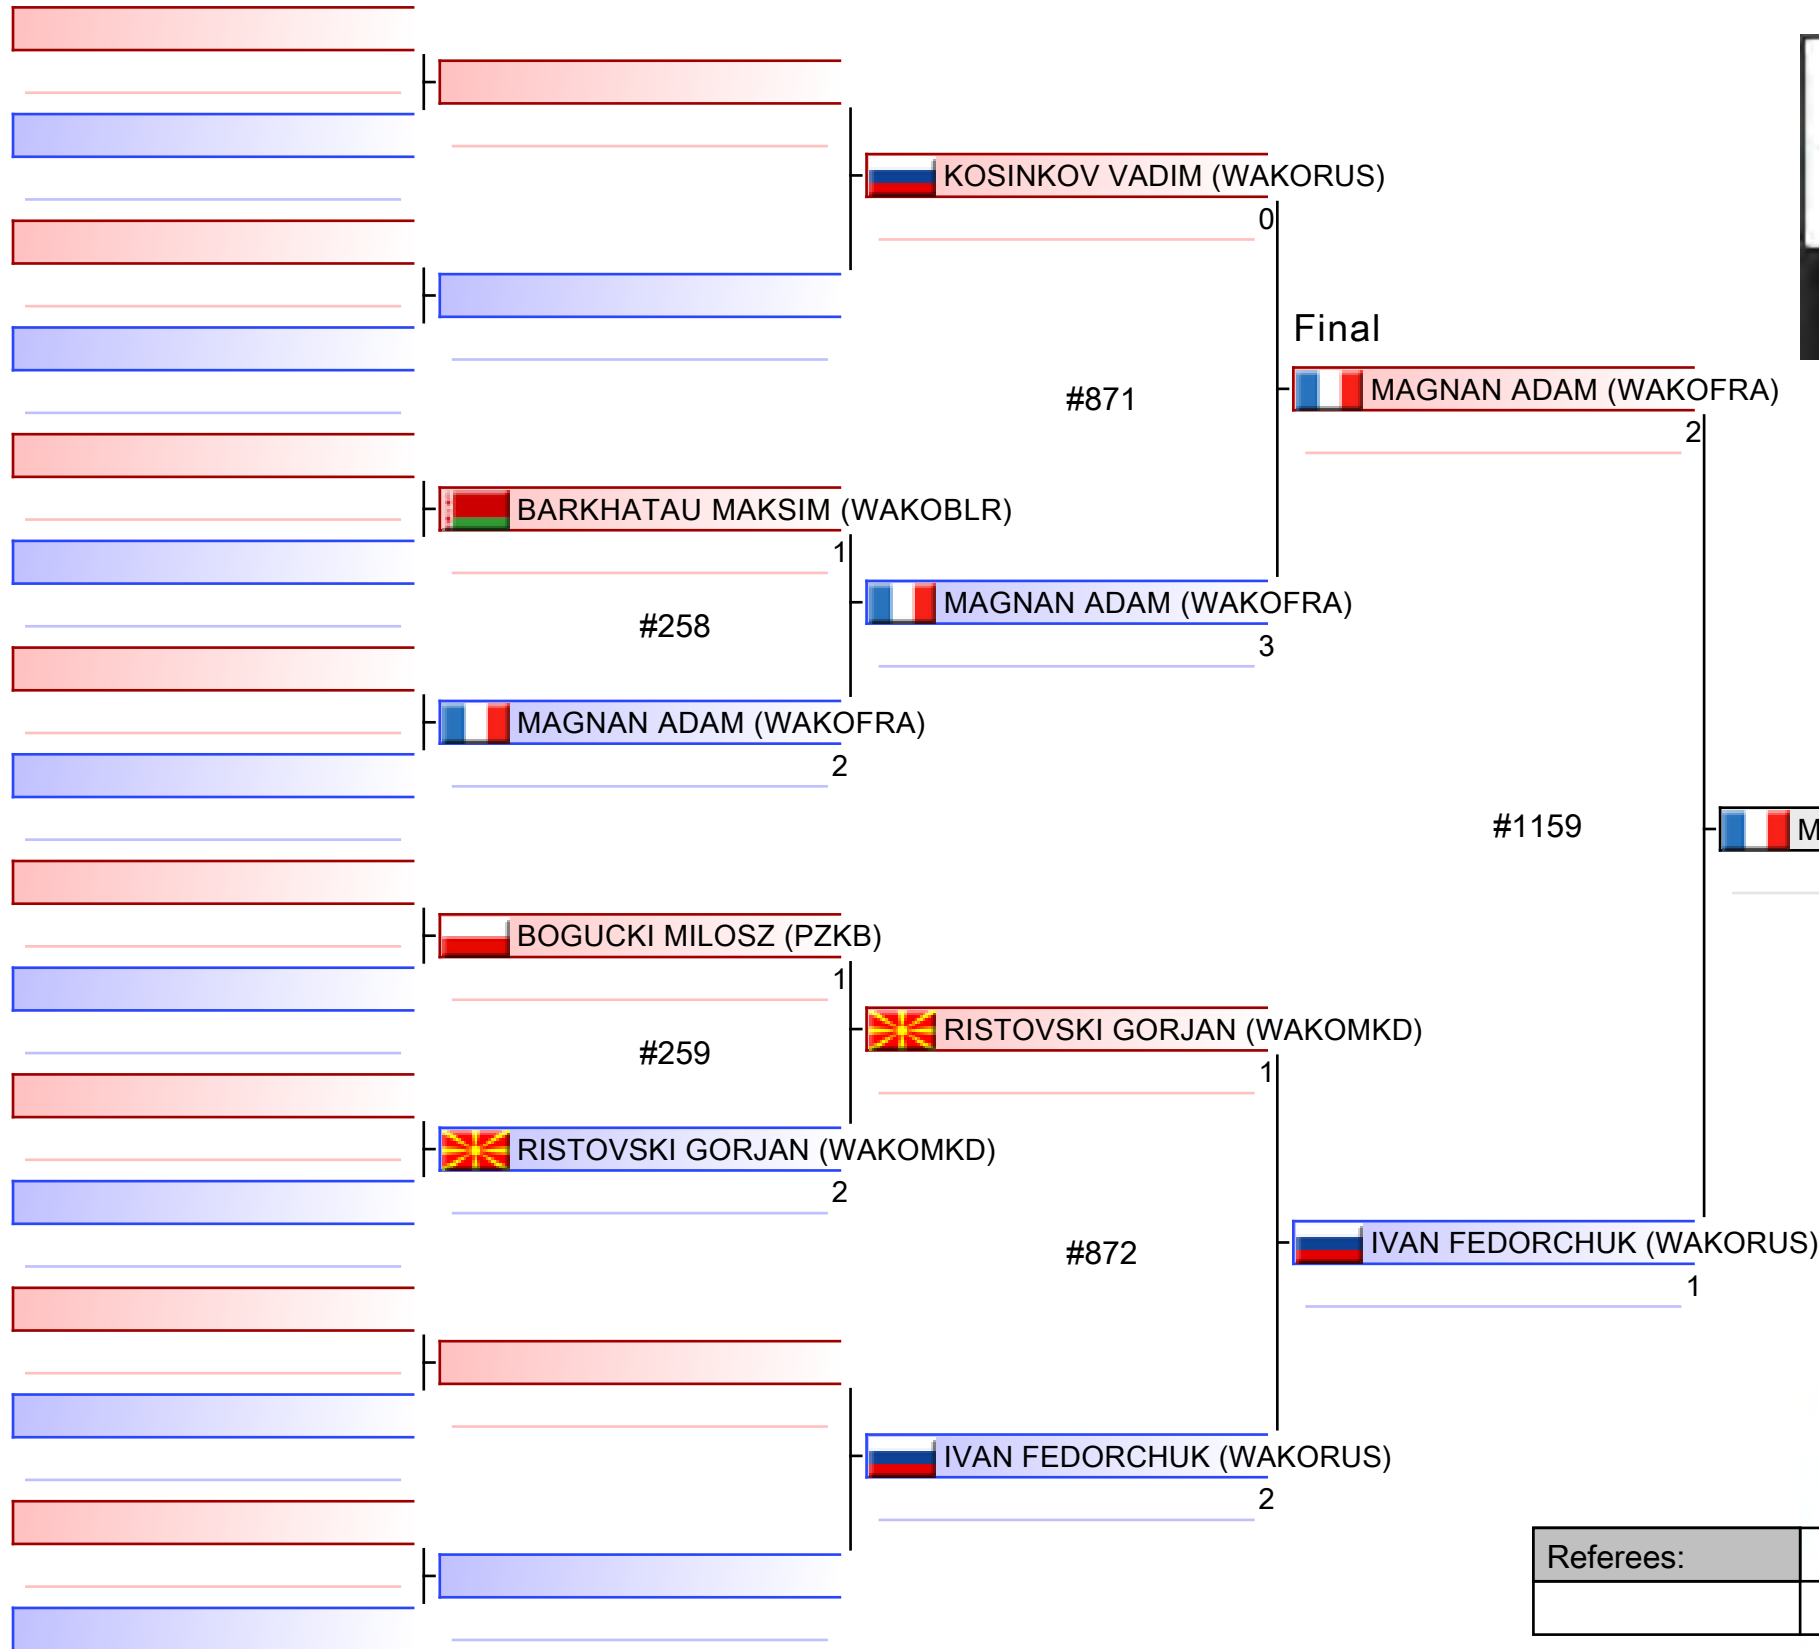 KOSINKOV VADIM (WAKORUS)
0
Final
#871
MAGNAN ADAM (WAKOFRA)
2
BARKHATAU MAKSIM (WAKOBLR)
1
MAGNAN ADAM (WAKOFRA)
3
#258
MAGNAN ADAM (WAKOFRA)
2
#1159
M
BOGUCKI MILOSZ (PZKB)
1
RISTOVSKI GORJAN (WAKOMKD)
1
#259
RISTOVSKI GORJAN (WAKOMKD)
2
#872
IVAN FEDORCHUK (WAKORUS)
1
IVAN FEDORCHUK (WAKORUS)
2
Referees: